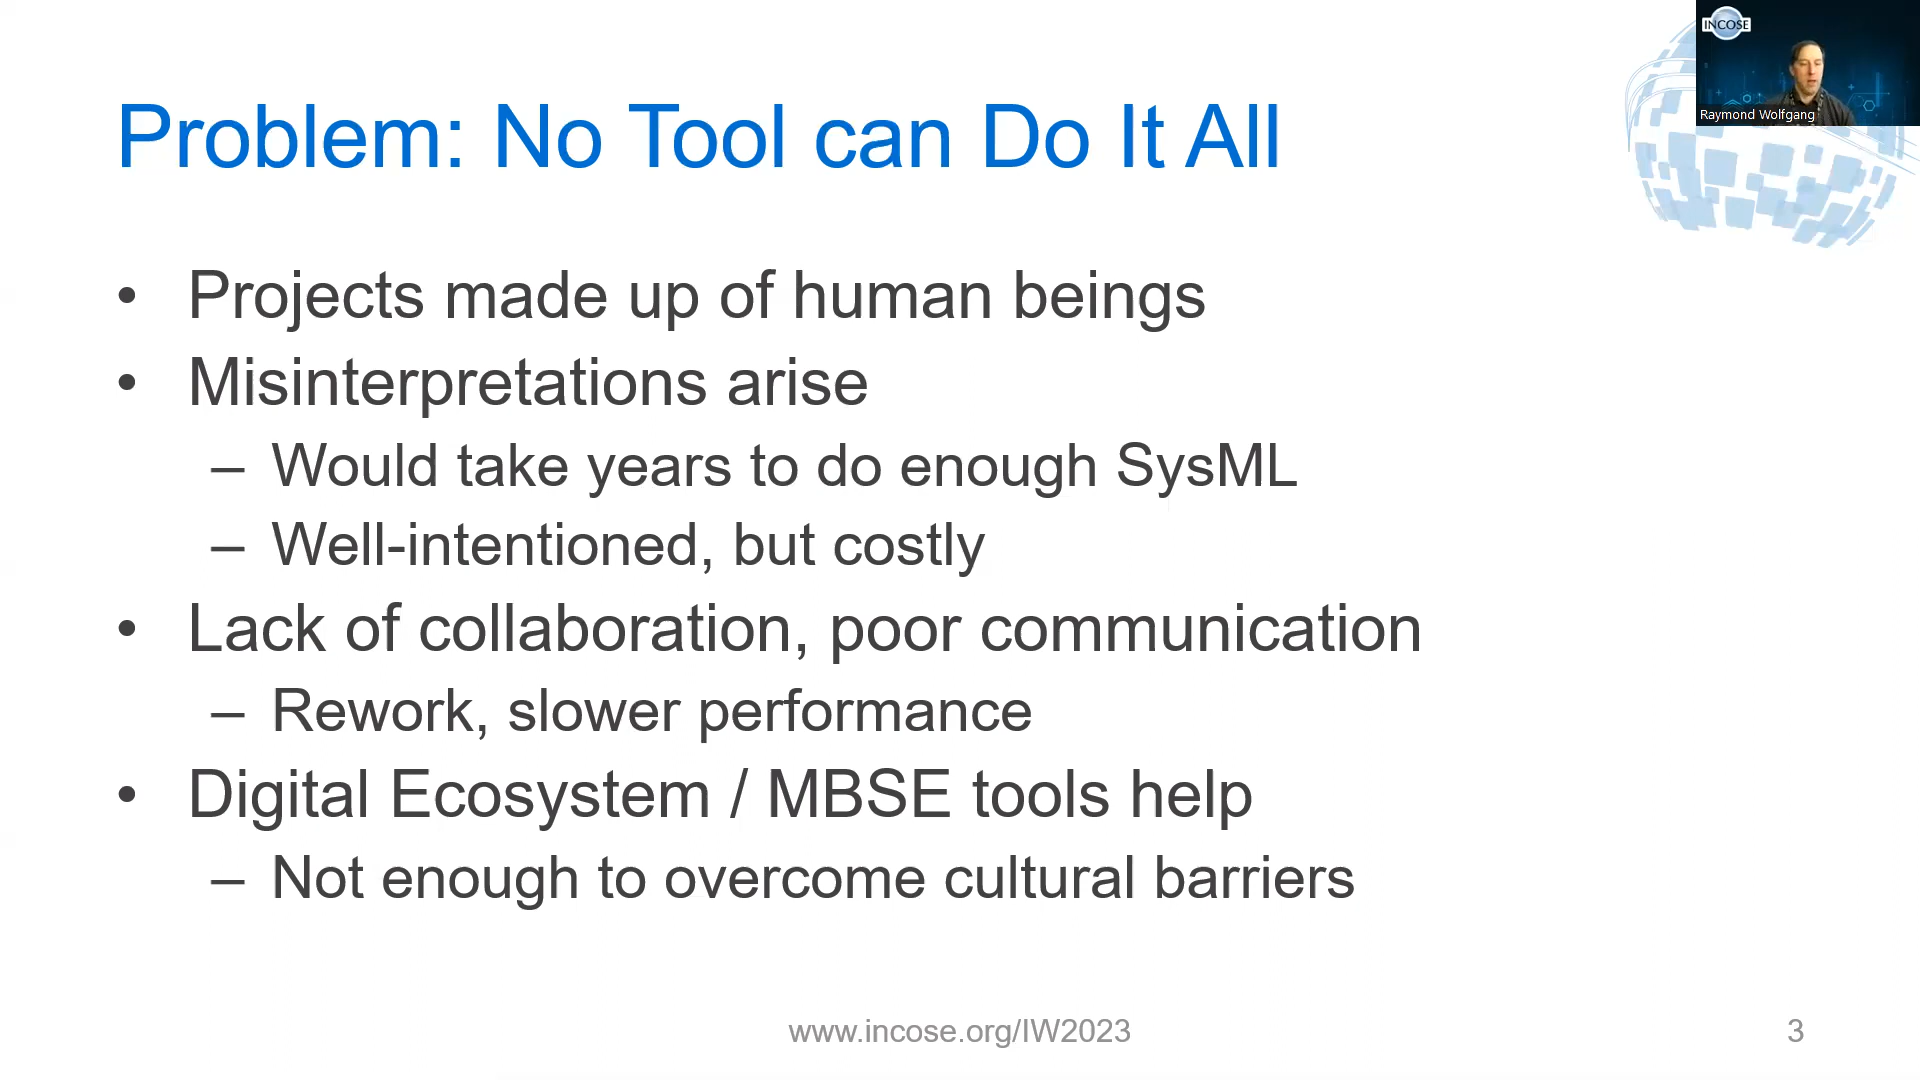 INCOSE
Raymond Wolfgang
Problem: No Tool can Do It All
• Projects made up of human beings
• Misinterpretations arise
– Would take years to do enough SysML
– Well-intentioned, but costly
• Lack of collaboration, poor communication
– Rework, slower performance
• Digital Ecosystem / MBSE tools help
– Not enough to overcome cultural barriers
www.incose.org/IW2023
3